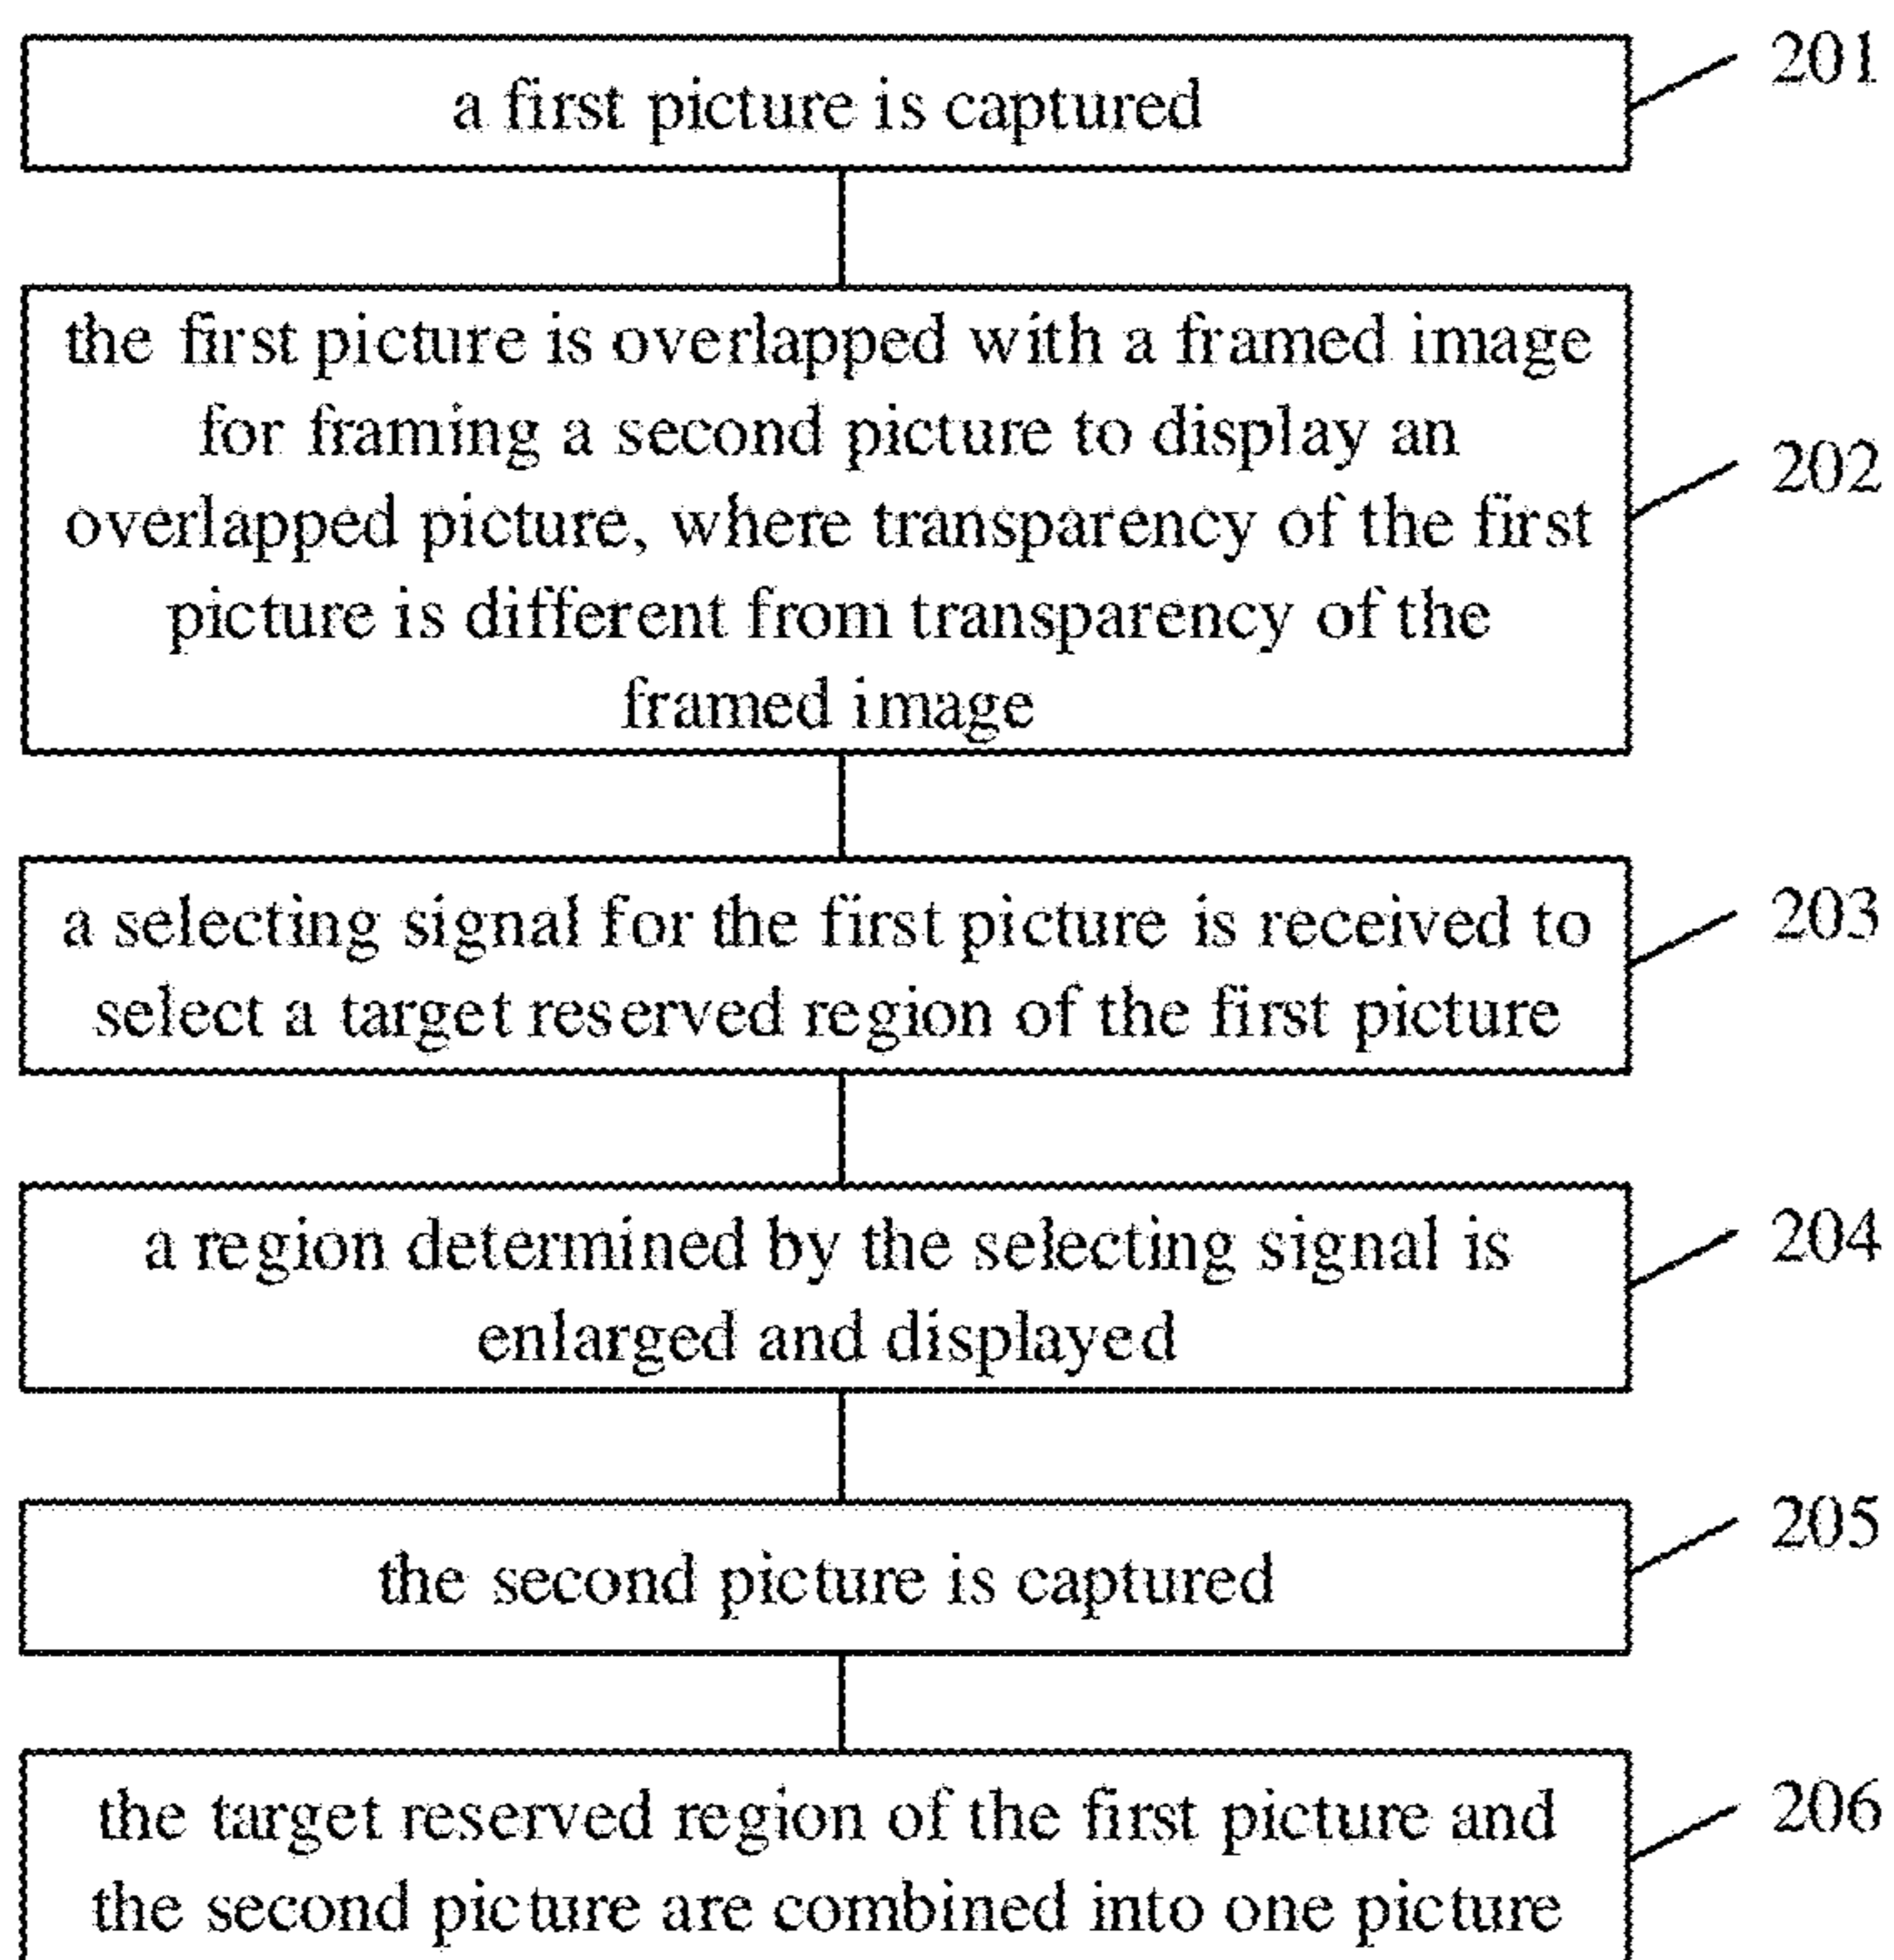 a first picture is captured
201
the first picture is overlapped with a framed image
for framing a second picture to display an
overlapped picture, where transparency of the first
picture is different from transparency of the
framed image
202
a selecting signal for the first picture is received to
select a target reserved region of the first picture
203
a region determined by the selecting signal is
enlarged and displayed
204
the second picture is captured
205
the target reserved region of the first picture and
the second picture are combined into one picture
206